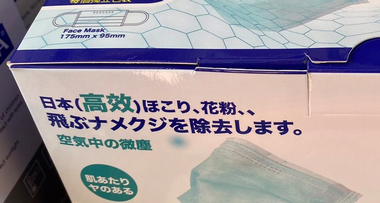 Face Mask
175mm x 95mm
日本(高效)ほこり、花粉、、
飛ぶナメクジを除去します。
空気中の微塵
肌あたり
ヤのある